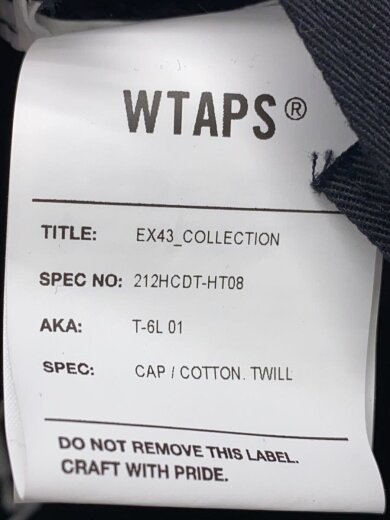 WTAPS®
TITLE: EX43_COLLECTION
SPEC NO: 212HCDT-HT08
AKA: T-6L 01
SPEC: CAP / COTTON. TWILL
DO NOT REMOVE THIS LABEL.
CRAFT WITH PRIDE.